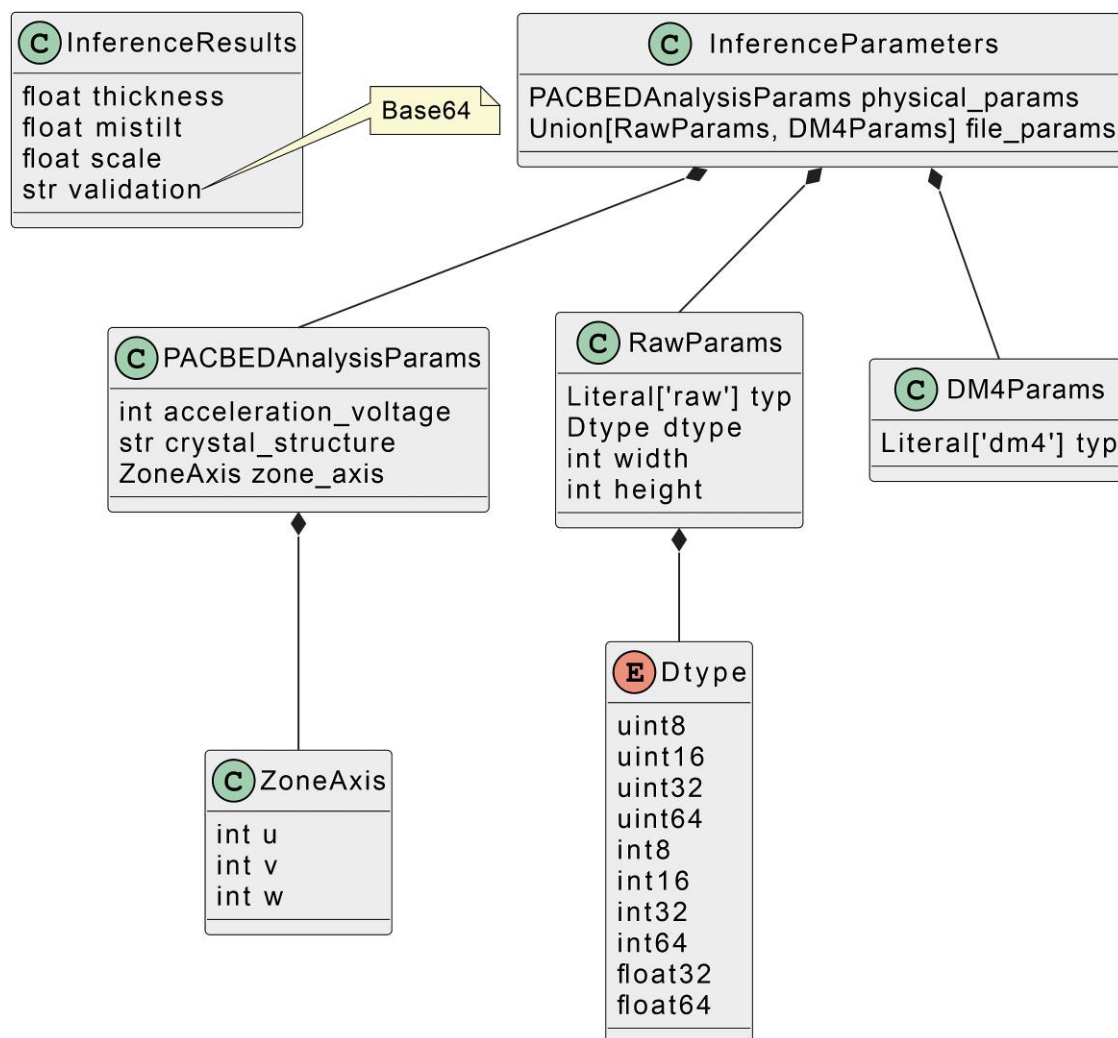 C InferenceResults
float thickness
float mistilt
float scale
str validation
Base64
C InferenceParameters
PACBEDAnalysisParams physical_params
Union[RawParams, DM4Params] file_params
C PACBEDAnalysisParams
int acceleration_voltage
str crystal_structure
ZoneAxis zone_axis
C RawParams
Literal['raw'] typ
Dtype dtype
int width
int height
C DM4Params
Literal['dm4'] typ
C ZoneAxis
int u
int v
int w
E Dtype
uint8
uint16
uint32
uint64
int8
int16
int32
int64
float32
float64